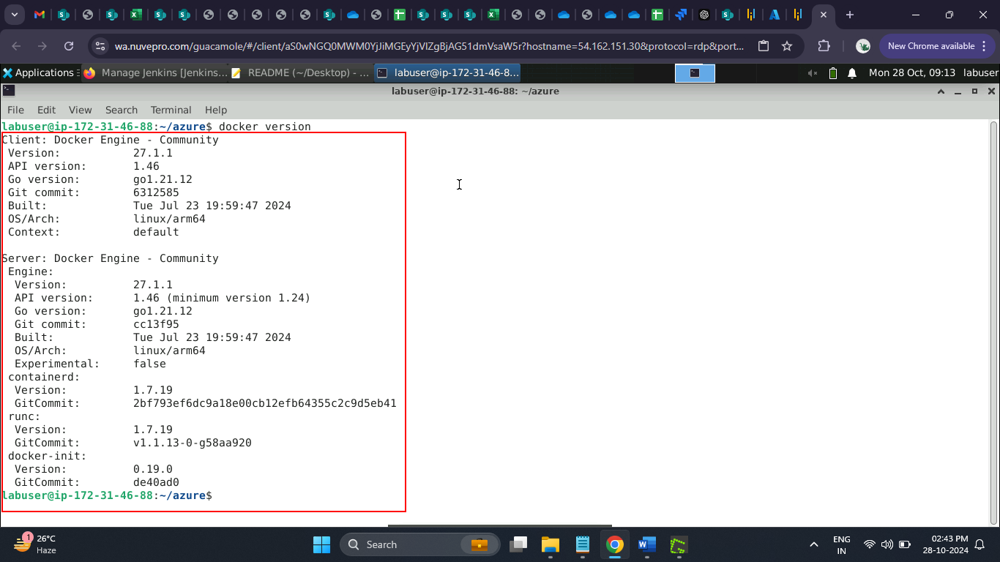 wa.nuvepro.com/guacamole/#/client/aS0wNGQ0MWM0YjJiMGEyYjVlZgBjAG51dmVsaW5r?hostname=54.162.151.30&protocol=rdp&port...
New Chrome available
Applications
Manage Jenkins [Jenkins...
README (~/Desktop) - ...
labuser@ip-172-31-46-8...
Mon 28 Oct, 09:13
labuser
labuser@ip-172-31-46-88: ~/azure
File Edit View Search Terminal Help
labuser@ip-172-31-46-88:~/azure$ docker version
Client: Docker Engine - Community
Version: 27.1.1
API version: 1.46
Go version: go1.21.12
Git commit: 6312585
Built: Tue Jul 23 19:59:47 2024
OS/Arch: linux/arm64
Context: default
Server: Docker Engine - Community
Engine:
Version: 27.1.1
API version: 1.46 (minimum version 1.24)
Go version: go1.21.12
Git commit: cc13f95
Built: Tue Jul 23 19:59:47 2024
OS/Arch: linux/arm64
Experimental: false
containerd:
Version: 1.7.19
GitCommit: 2bf793ef6dc9a18e00cb12efb64355c2c9d5eb41
runc:
Version: 1.7.19
GitCommit: v1.1.13-0-g58aa920
docker-init:
Version: 0.19.0
GitCommit: de40ad0
labuser@ip-172-31-46-88:~/azure$
1
26°C
Haze
Search
ENG
IN
02:43 PM
28-10-2024